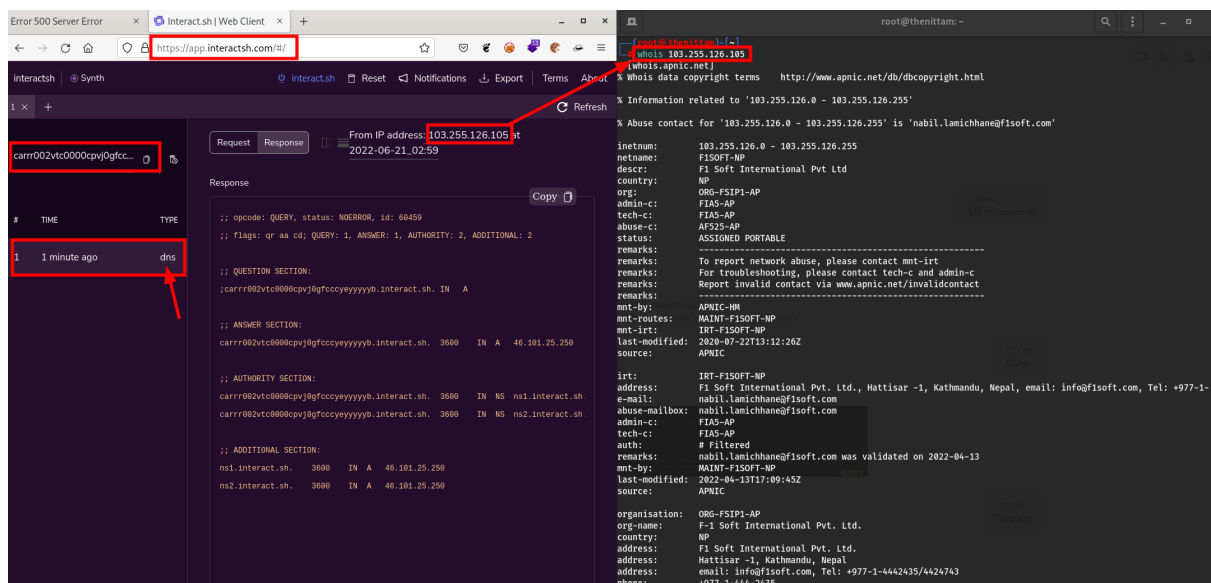 Error 500 Server Error
Interact.sh | Web Client
https://app.interactsh.com/#/
interactsh
Synth
interact.sh
Reset
Notifications
Export
Terms
About
1
Refresh
carrr002vtc0000cpvj0gfcc...
# TIME TYPE
1 1 minute ago dns
Request
Response
From IP address: 103.255.126.105 at
2022-06-21_02:59
Response
Copy
;; opcode: QUERY, status: NOERROR, id: 60459
;; flags: qr aa cd; QUERY: 1, ANSWER: 1, AUTHORITY: 2, ADDITIONAL: 2
;; QUESTION SECTION:
;carrr002vtc0000cpvj0gfcccyeyyyyyb.interact.sh. IN A
;; ANSWER SECTION:
carrr002vtc0000cpvj0gfcccyeyyyyyb.interact.sh. 3600 IN A 46.101.25.250
;; AUTHORITY SECTION:
carrr002vtc0000cpvj0gfcccyeyyyyyb.interact.sh. 3600 IN NS ns1.interact.sh.
carrr002vtc0000cpvj0gfcccyeyyyyyb.interact.sh. 3600 IN NS ns2.interact.sh.
;; ADDITIONAL SECTION:
ns1.interact.sh. 3600 IN A 46.101.25.250
ns2.interact.sh. 3600 IN A 46.101.25.250
root@thenittam: ~
(root@thenittam)-[~]
whois 103.255.126.105
[whois.apnic.net]
% Whois data copyright terms http://www.apnic.net/db/dbcopyright.html
% Information related to '103.255.126.0 - 103.255.126.255'
% Abuse contact for '103.255.126.0 - 103.255.126.255' is 'nabil.lamichhane@f1soft.com'
inetnum: 103.255.126.0 - 103.255.126.255
netname: F1SOFT-NP
descr: F1 Soft International Pvt Ltd
country: NP
org: ORG-FSIP1-AP
admin-c: FIA5-AP
tech-c: FIA5-AP
abuse-c: AF525-AP
status: ASSIGNED PORTABLE
remarks: --------------------------------------------------------
remarks: To report network abuse, please contact mnt-irt
remarks: For troubleshooting, please contact tech-c and admin-c
remarks: Report invalid contact via www.apnic.net/invalidcontact
remarks: --------------------------------------------------------
mnt-by: APNIC-HM
mnt-routes: MAINT-F1SOFT-NP
mnt-irt: IRT-F1SOFT-NP
last-modified: 2020-07-22T13:12:26Z
source: APNIC
irt: IRT-F1SOFT-NP
address: F1 Soft International Pvt. Ltd., Hattisar -1, Kathmandu, Nepal, email: info@f1soft.com, Tel: +977-1-
e-mail: nabil.lamichhane@f1soft.com
abuse-mailbox: nabil.lamichhane@f1soft.com
admin-c: FIA5-AP
tech-c: FIA5-AP
auth: # Filtered
remarks: nabil.lamichhane@f1soft.com was validated on 2022-04-13
mnt-by: MAINT-F1SOFT-NP
last-modified: 2022-04-13T17:09:45Z
source: APNIC
organisation: ORG-FSIP1-AP
org-name: F-1 Soft International Pvt. Ltd.
country: NP
address: F1 Soft International Pvt. Ltd.
address: Hattisar -1, Kathmandu, Nepal
address: email: info@f1soft.com, Tel: +977-1-4442435/4424743
phone: +977-1-444-2435